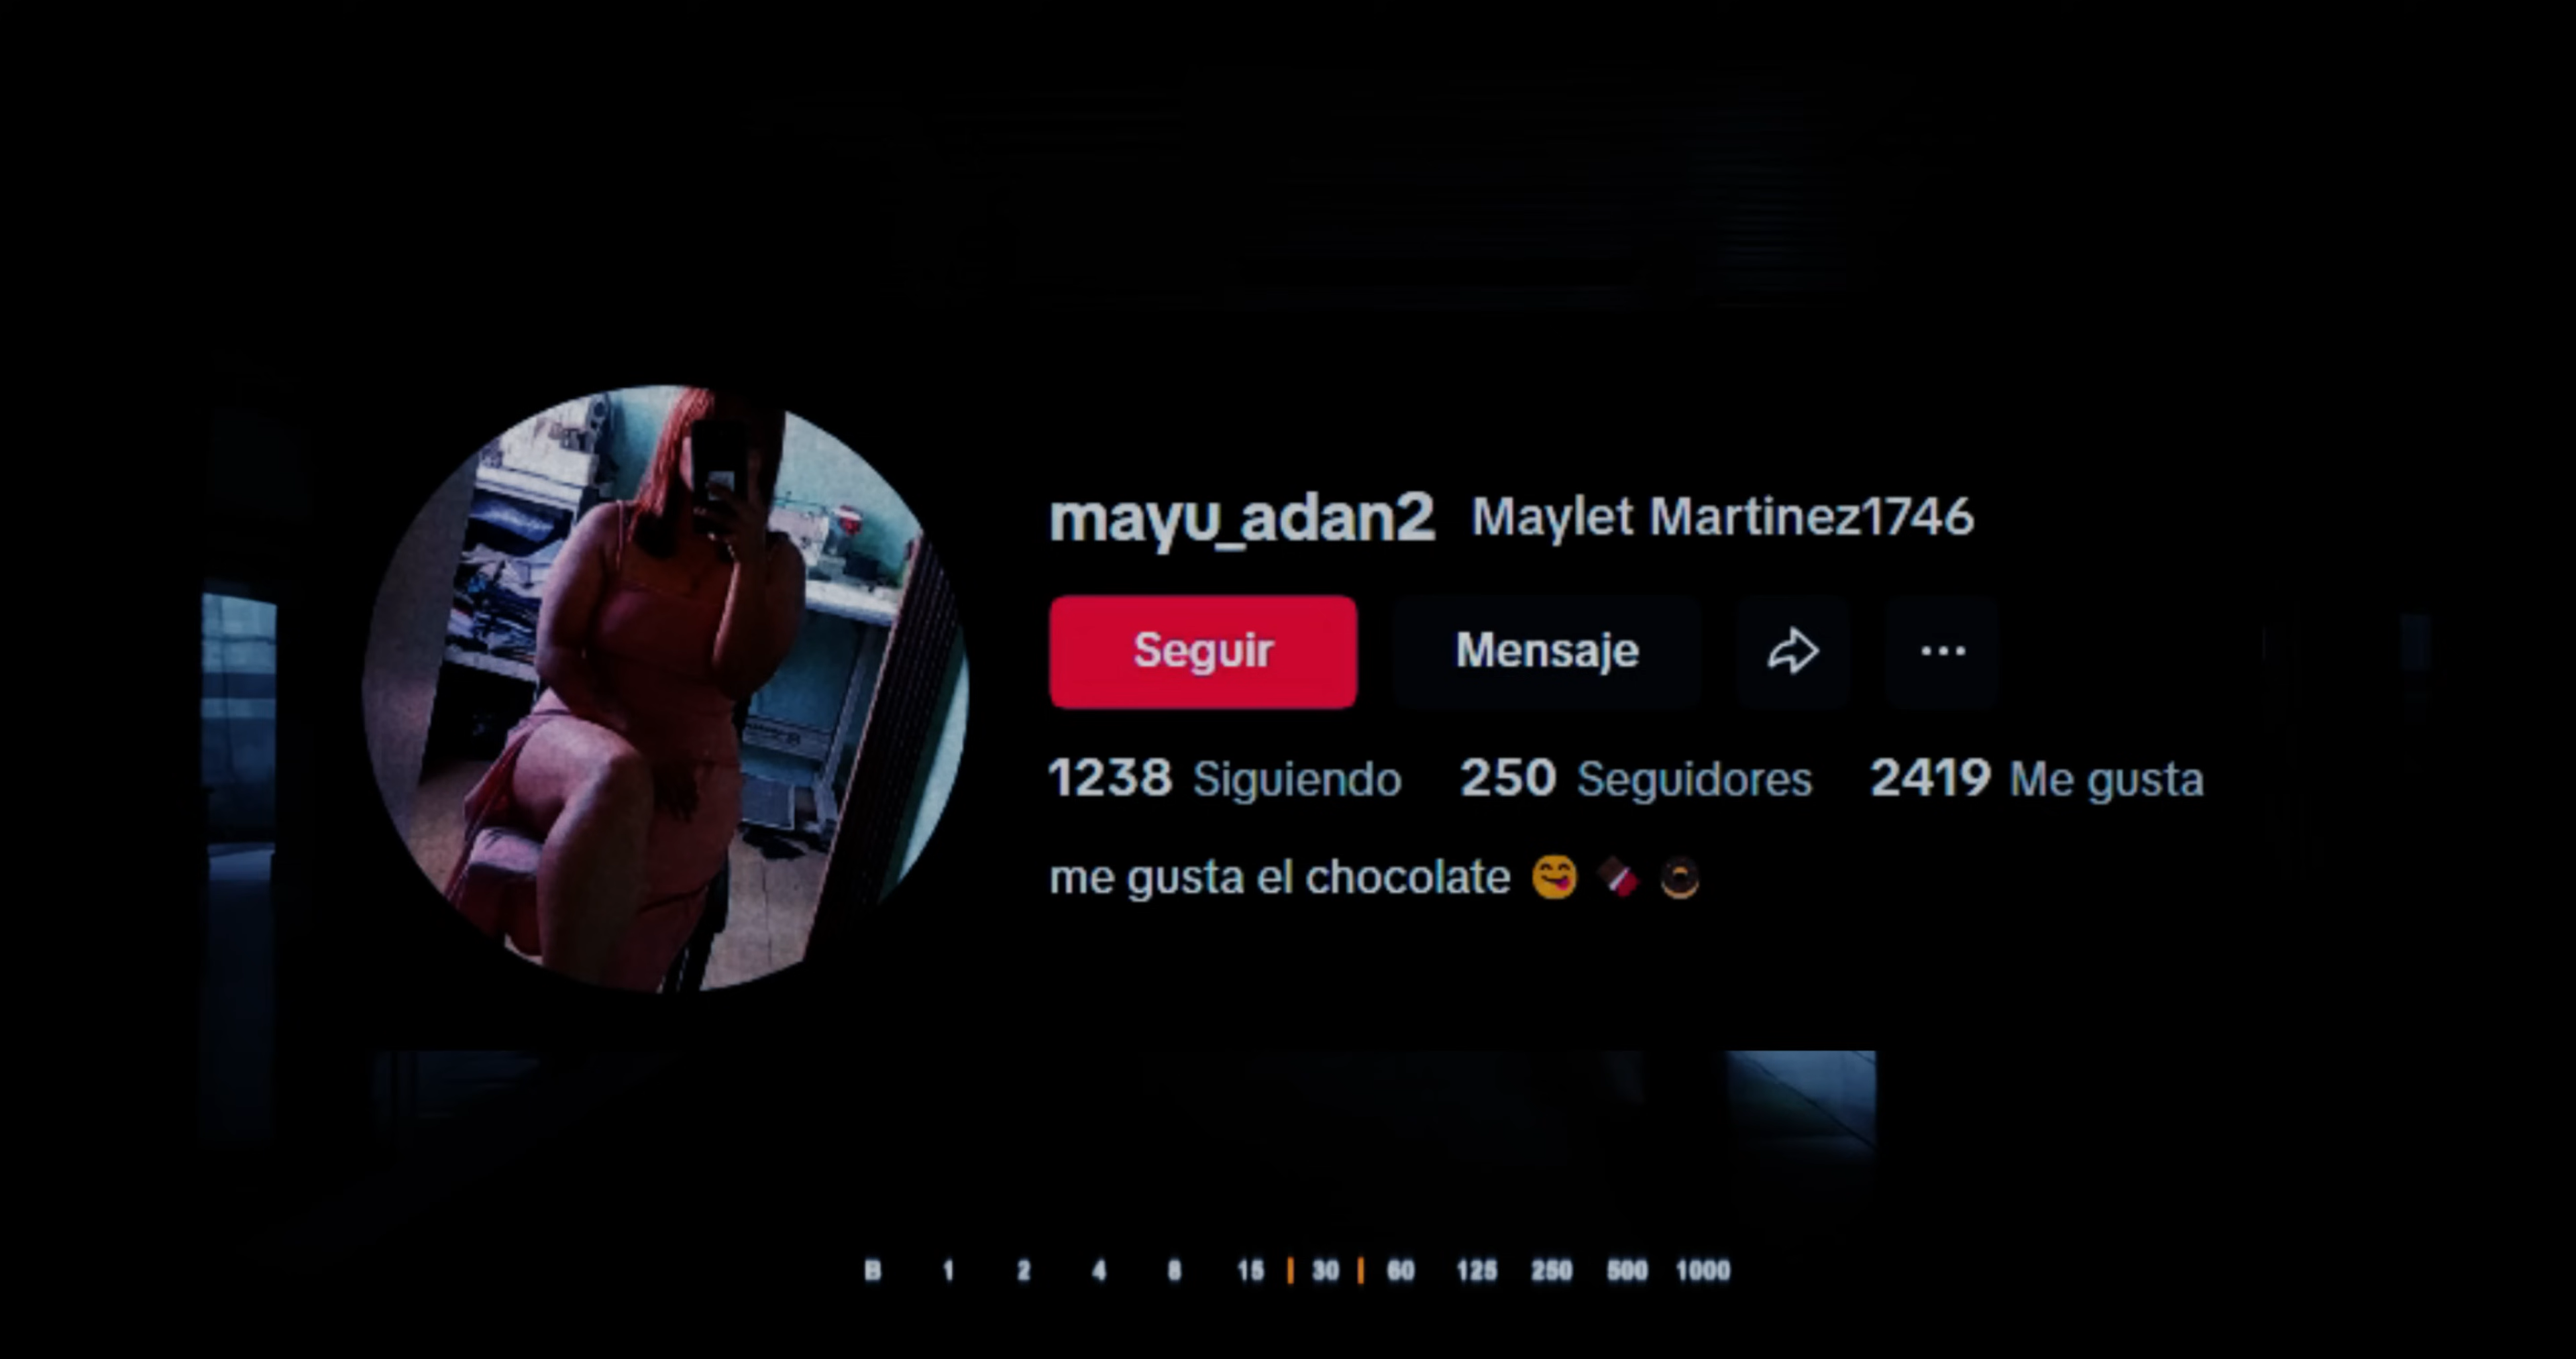 mayu_adan2 Maylet Martinez1746
Seguir Mensaje
1238 Siguiendo 250 Seguidores 2419 Me gusta
me gusta el chocolate 😋 🍫 🍩
B 1 2 4 8 15 30 60 125 250 500 1000